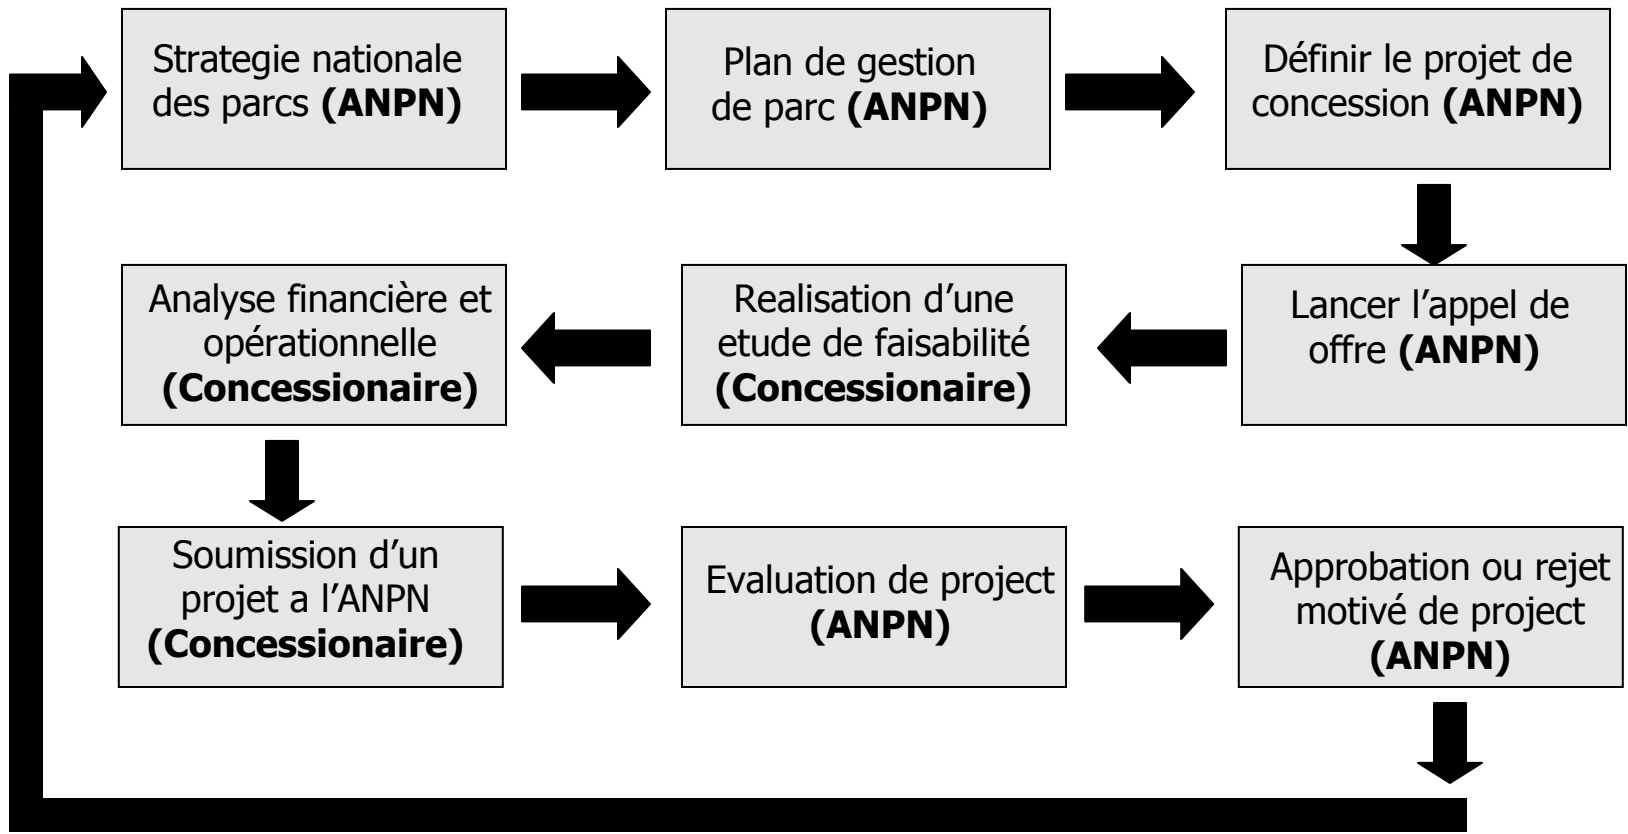 Strategie nationale
des parcs (ANPN)
Plan de gestion
de parc (ANPN)
Définir le projet de
concession (ANPN)
Lancer l’appel de
offre (ANPN)
Realisation d’une
etude de faisabilité
(Concessionaire)
Analyse financière et
opérationnelle
(Concessionaire)
Soumission d’un
projet a l’ANPN
(Concessionaire)
Evaluation de project
(ANPN)
Approbation ou rejet
motivé de project
(ANPN)